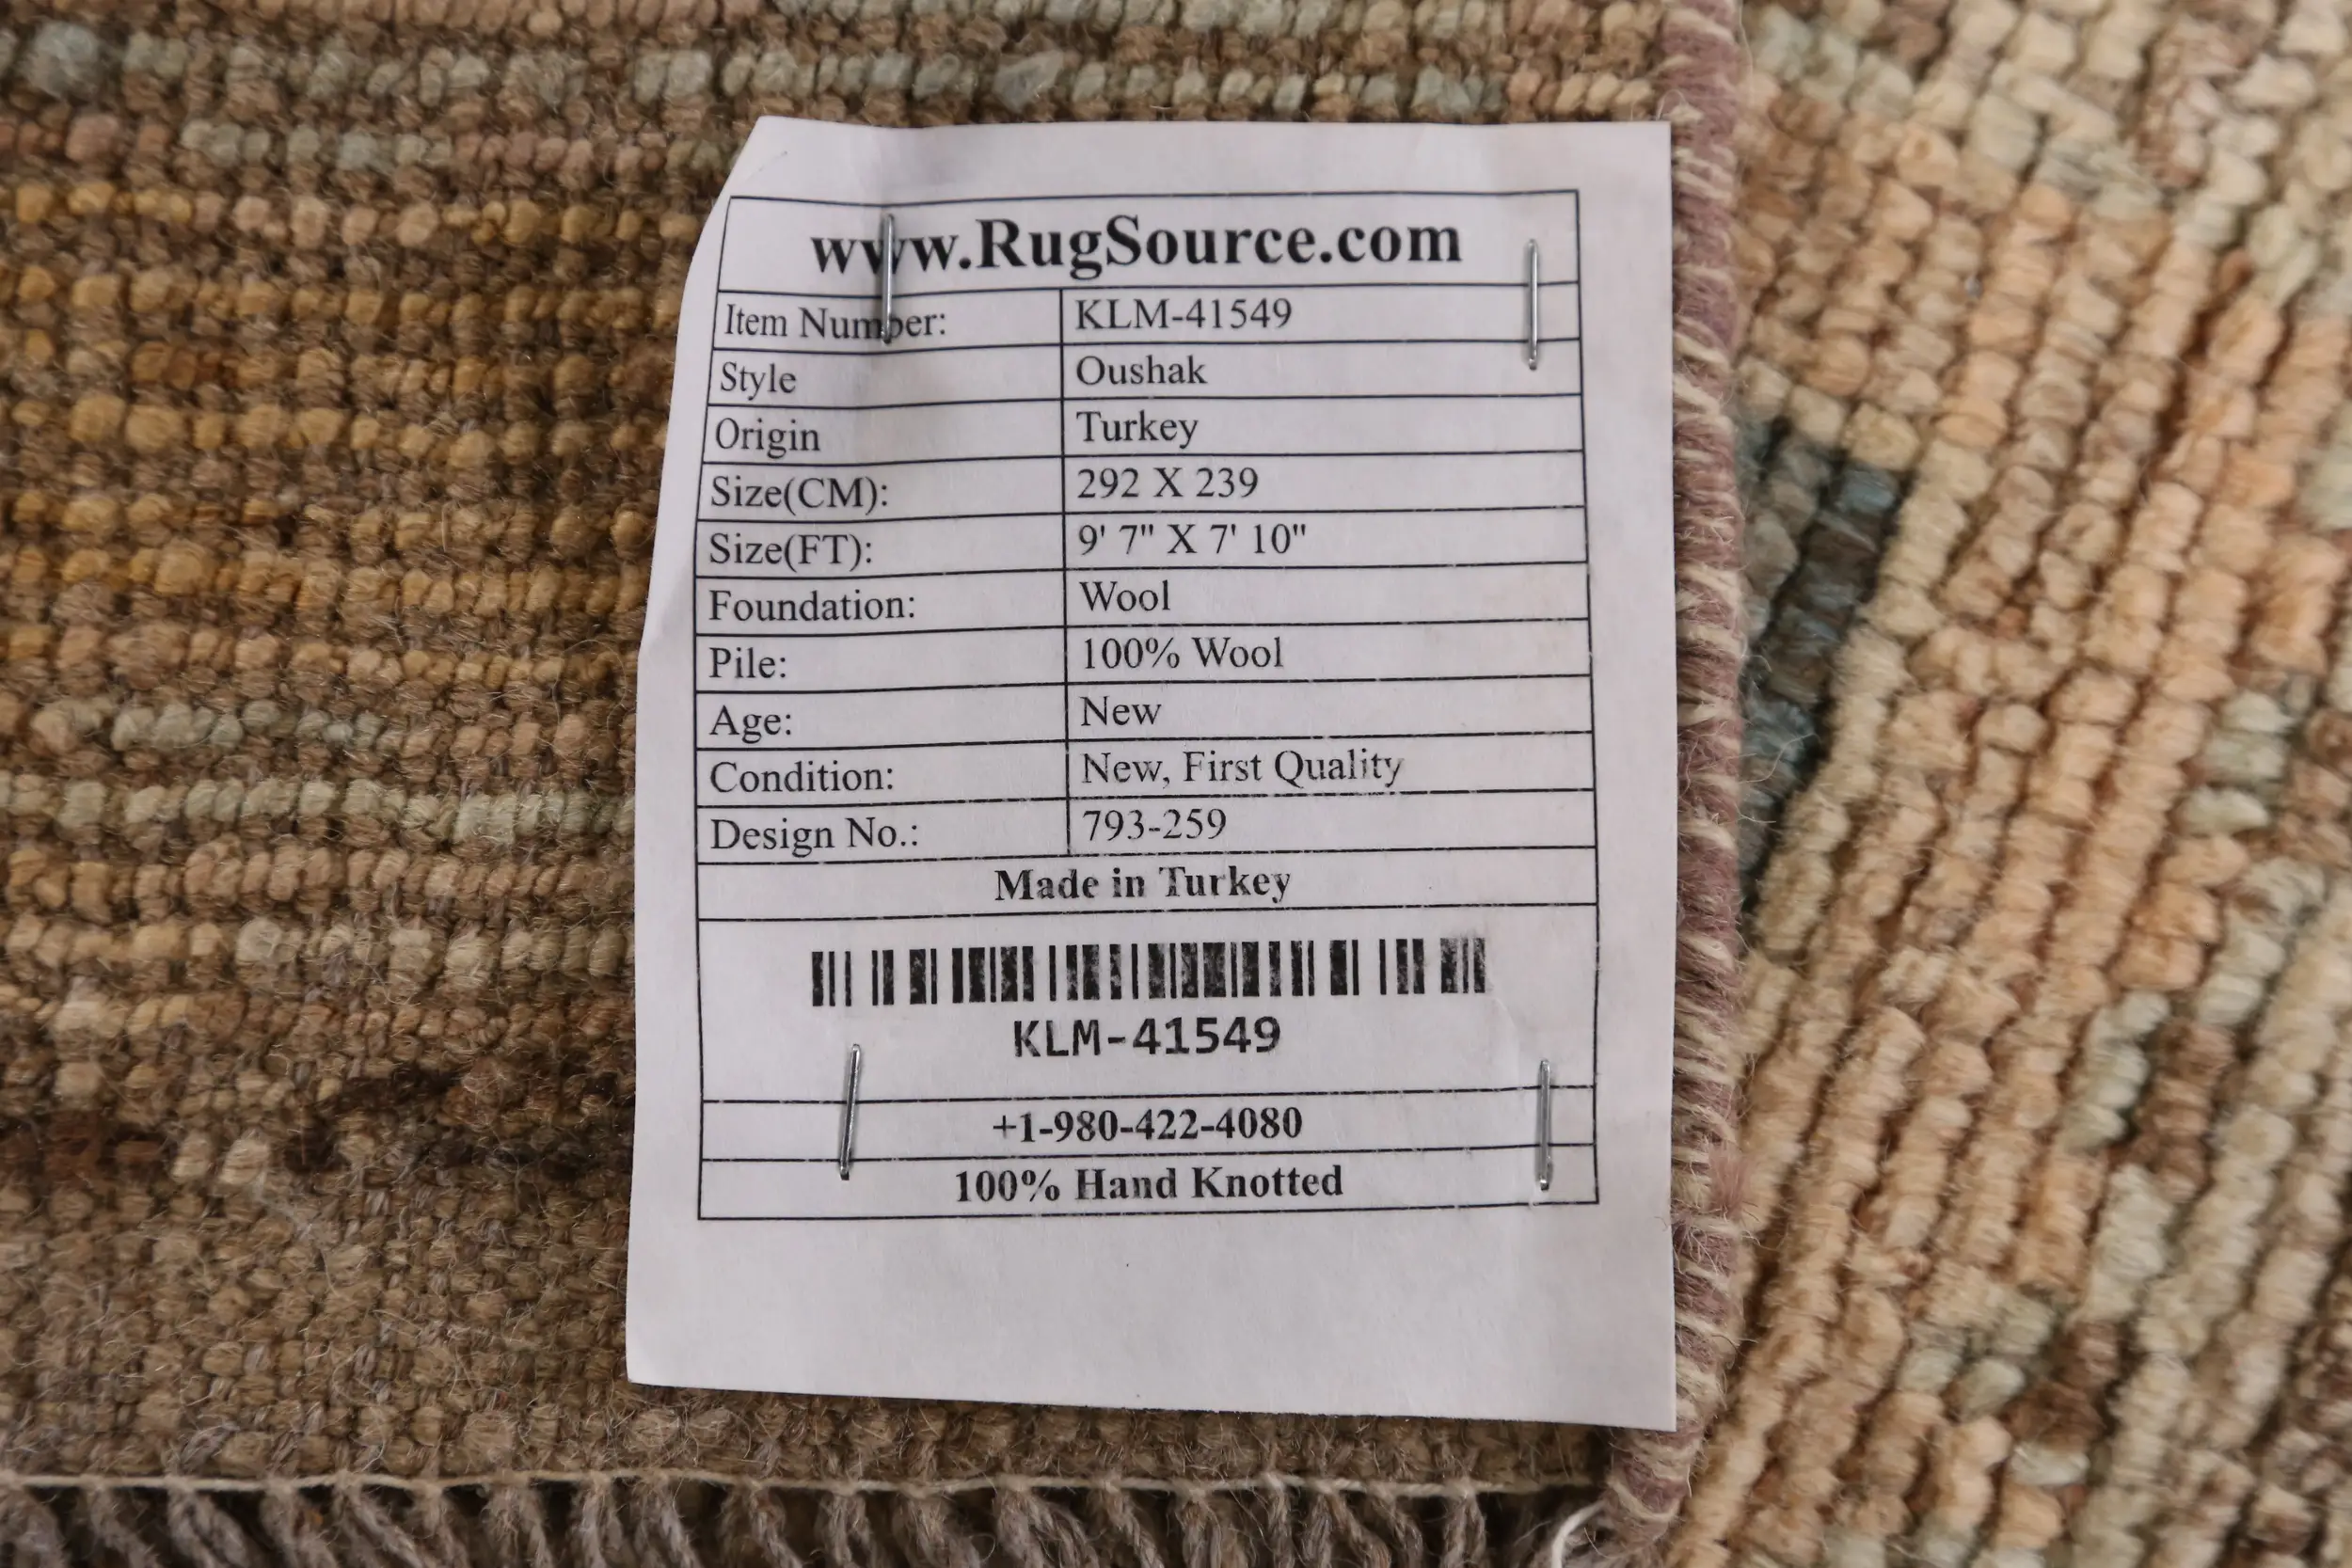 www.RugSource.com
Item Number: KLM-41549
Style Oushak
Origin Turkey
Size(CM): 292 X 239
Size(FT): 9' 7" X 7' 10"
Foundation: Wool
Pile: 100% Wool
Age: New
Condition: New, First Quality
Design No.: 793-259
Made in Turkey
KLM-41549
+1-980-422-4080
100% Hand Knotted